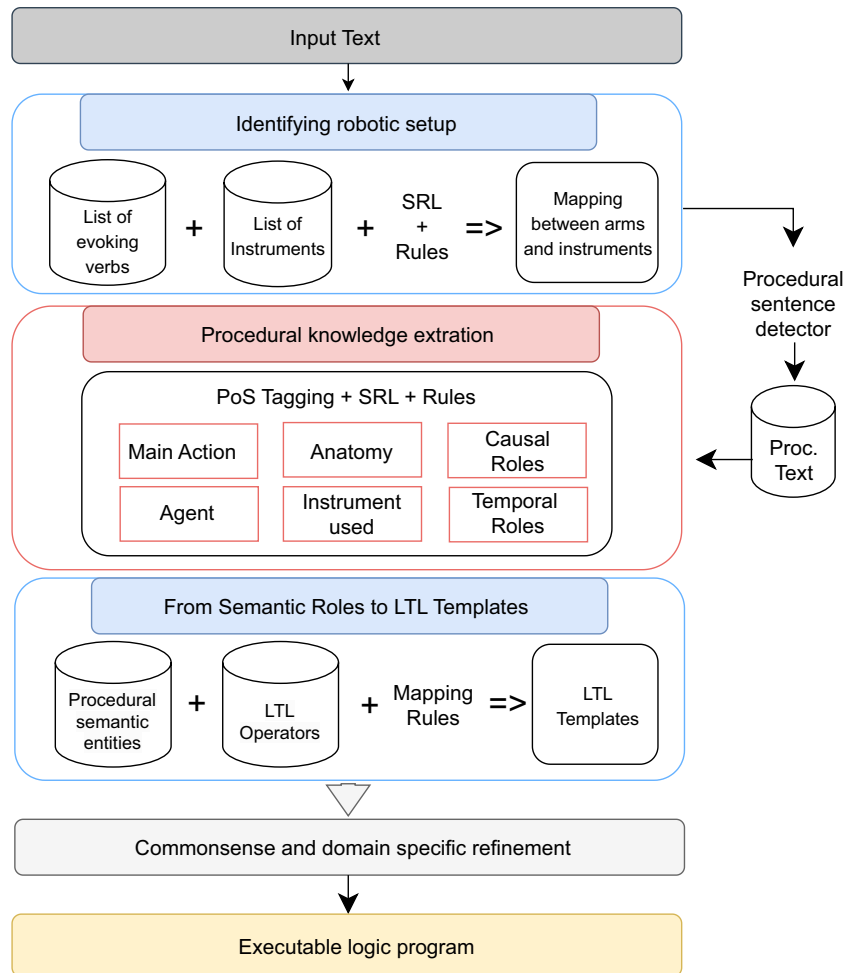 Input Text
Identifying robotic setup
List of
evoking
verbs
+
List of
Instruments
+
SRL
+
Rules
=>
Mapping
between arms
and instruments
Procedural
sentence
detector
Proc.
Text
Procedural knowledge extration
PoS Tagging + SRL + Rules
Main Action
Anatomy
Causal
Roles
Agent
Instrument
used
Temporal
Roles
From Semantic Roles to LTL Templates
Procedural
semantic
entities
+
LTL
Operators
+
Mapping
Rules
=>
LTL
Templates
Commonsense and domain specific refinement
Executable logic program